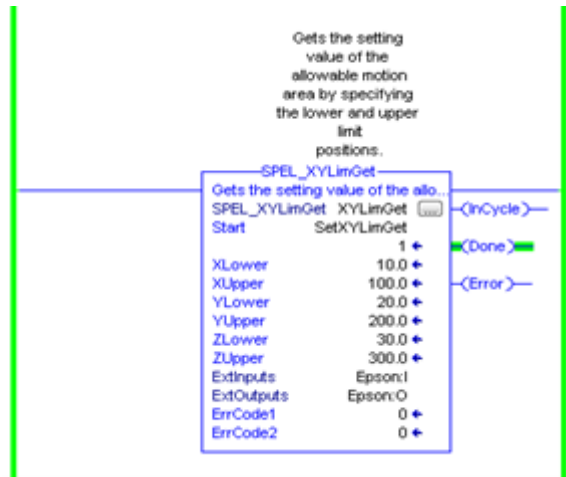 Gets the setting
value of the
allowable motion
area by specifying
the lower and upper
limit
positions.
SPEL_XYLimGet
Gets the setting value of the allo...
SPEL_XYLimGet XYLimGet ...
(InCycle)
Start SetXYLimGet
1
(Done)
XLower 10.0
XUpper 100.0
(Error)
YLower 20.0
YUpper 200.0
ZLower 30.0
ZUpper 300.0
ExtInputs Epson:I
ExtOutputs Epson:O
ErrCode1 0
ErrCode2 0